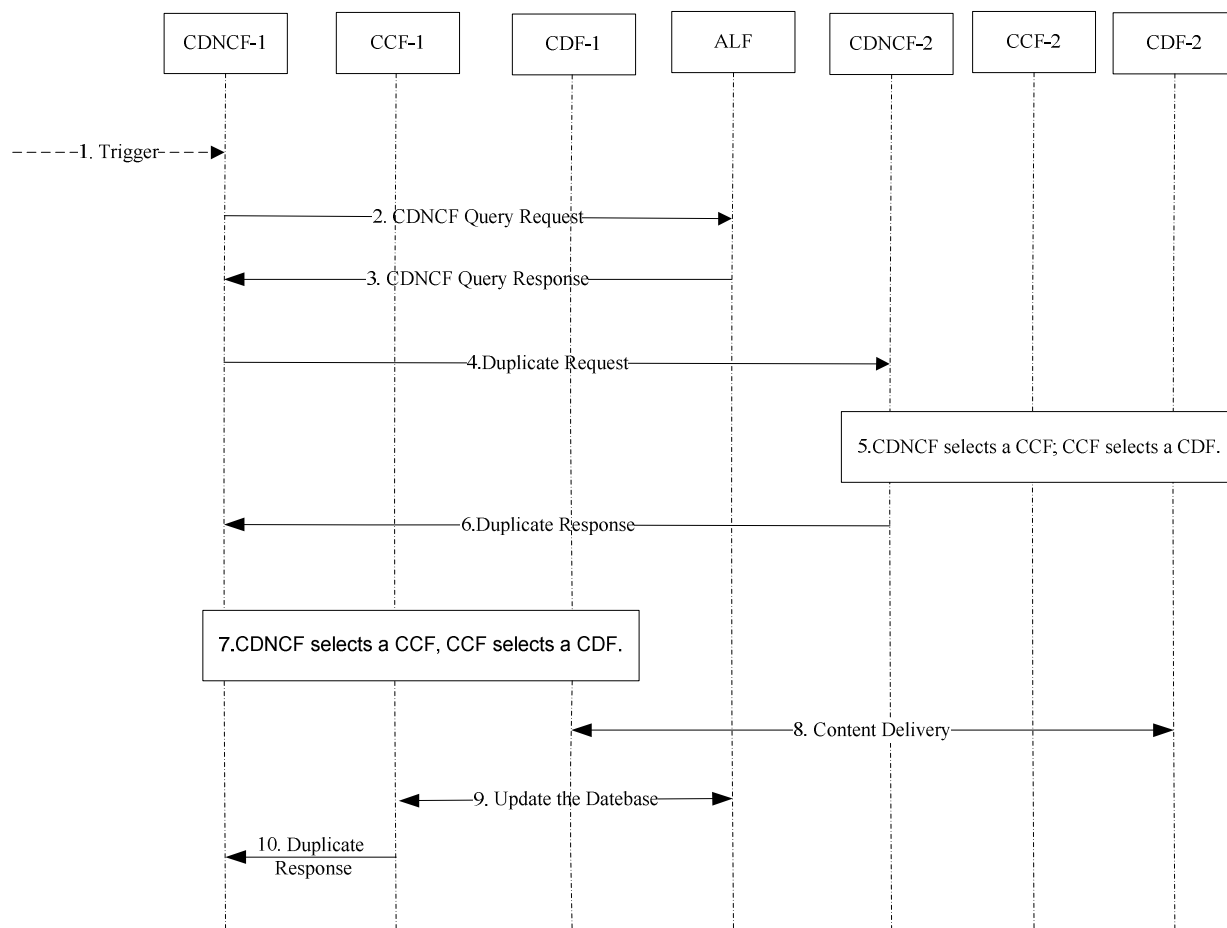 CDNCF-1
CCF-1
CDF-1
ALF
CDNCF-2
CCF-2
CDF-2
1. Trigger
2. CDNCF Query Request
3. CDNCF Query Response
4.Duplicate Request
5.CDNCF selects a CCF; CCF selects a CDF.
6.Duplicate Response
7.CDNCF selects a CCF, CCF selects a CDF.
8. Content Delivery
9. Update the Datebase
10. Duplicate
Response